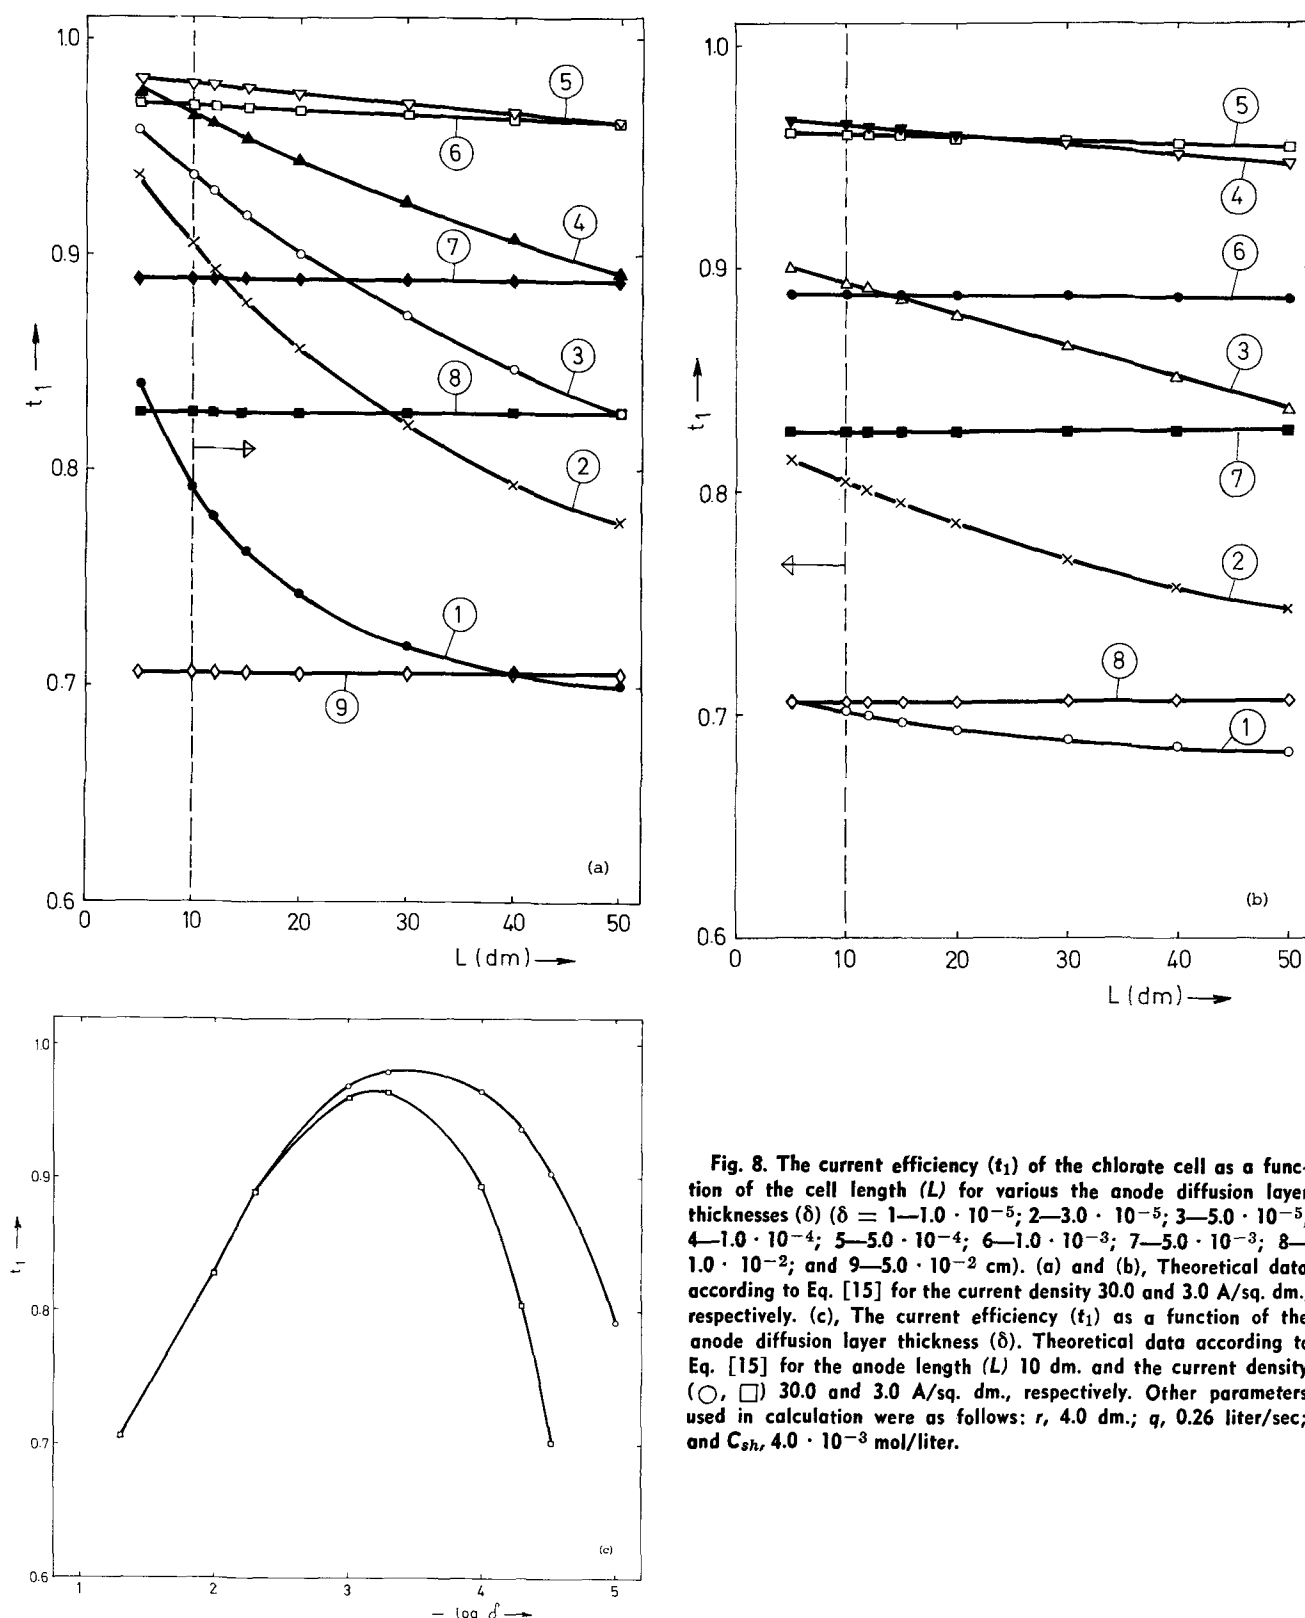 1.0
0.9
0.8
0.7
0.6
0
10
20
30
40
50
t₁
L (dm)
5
6
4
7
3
8
2
1
9
(a)
1.0
0.9
0.8
0.7
0.6
0
10
20
30
40
50
t₁
L (dm)
5
4
6
3
7
2
8
1
(b)
1.0
0.9
0.8
0.7
0.6
1
2
3
4
5
t₁
— log δ
(c)
Fig. 8. The current efficiency (t₁) of the chlorate cell as a func-
tion of the cell length (L) for various the anode diffusion layer
thicknesses (δ) (δ = 1—1.0 · 10⁻⁵; 2—3.0 · 10⁻⁵; 3—5.0 · 10⁻⁵;
4—1.0 · 10⁻⁴; 5—5.0 · 10⁻⁴; 6—1.0 · 10⁻³; 7—5.0 · 10⁻³; 8—
1.0 · 10⁻²; and 9—5.0 · 10⁻² cm). (a) and (b), Theoretical data
according to Eq. [15] for the current density 30.0 and 3.0 A/sq. dm.,
respectively. (c), The current efficiency (t₁) as a function of the
anode diffusion layer thickness (δ). Theoretical data according to
Eq. [15] for the anode length (L) 10 dm. and the current density
(○, □) 30.0 and 3.0 A/sq. dm., respectively. Other parameters
used in calculation were as follows: r, 4.0 dm.; q, 0.26 liter/sec;
and Csh, 4.0 · 10⁻³ mol/liter.